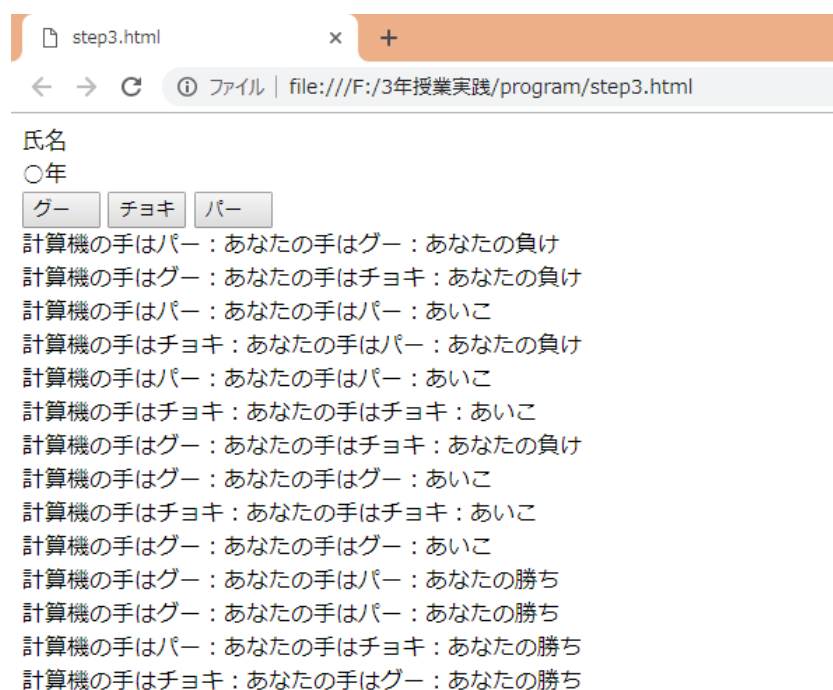 step3.html
ファイル | file:///F:/3年授業実践/program/step3.html
氏名
○年
グー チョキ パー
計算機の手はパー：あなたの手はグー：あなたの負け
計算機の手はグー：あなたの手はチョキ：あなたの負け
計算機の手はパー：あなたの手はパー：あいこ
計算機の手はチョキ：あなたの手はパー：あなたの負け
計算機の手はパー：あなたの手はパー：あいこ
計算機の手はチョキ：あなたの手はチョキ：あいこ
計算機の手はグー：あなたの手はチョキ：あなたの負け
計算機の手はグー：あなたの手はグー：あいこ
計算機の手はチョキ：あなたの手はチョキ：あいこ
計算機の手はグー：あなたの手はグー：あいこ
計算機の手はグー：あなたの手はパー：あなたの勝ち
計算機の手はグー：あなたの手はパー：あなたの勝ち
計算機の手はパー：あなたの手はチョキ：あなたの勝ち
計算機の手はチョキ：あなたの手はグー：あなたの勝ち